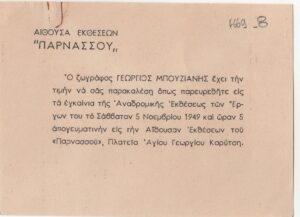 1169_B
ΑΙΘΟΥΣΑ ΕΚΘΕΣΕΩΝ
"ΠΑΡΝΑΣΣΟΥ„
Ὁ ζωγράφος ΓΕΩΡΓΙΟΣ ΜΠΟΥΖΙΑΝΗΣ ἔχει τὴν
τιμὴν νὰ σᾶς παρακαλέση ὅπως παρευρεθῆτε εἰς
τὰ ἐγκαίνια τῆς Ἀναδρομικῆς Ἐκθέσεως τῶν Ἔρ-
γων του τὸ Σάββατον 5 Νοεμβρίου 1949 καὶ ὥραν 5
ἀπογευματινὴν εἰς τὴν Αἴθουσαν Ἐκθέσεων τοῦ
«Παρνασσοῦ», Πλατεῖα Ἁγίου Γεωργίου Καρύτση.